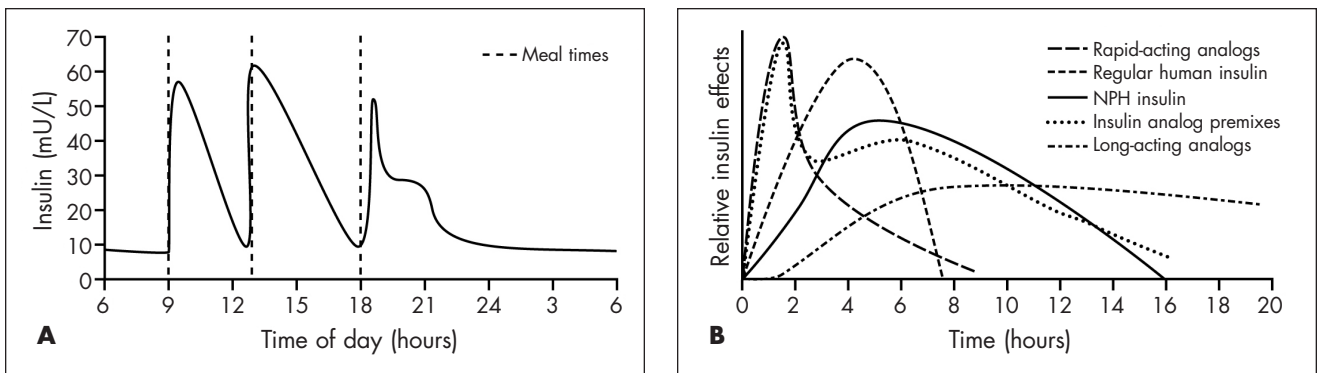 70
60
50
40
30
20
10
0
Insulin (mU/L)
Meal times
6 9 12 15 18 21 24 3 6
Time of day (hours)
A
Relative insulin effects
Rapid-acting analogs
Regular human insulin
NPH insulin
Insulin analog premixes
Long-acting analogs
0 2 4 6 8 10 12 14 16 18 20
Time (hours)
B